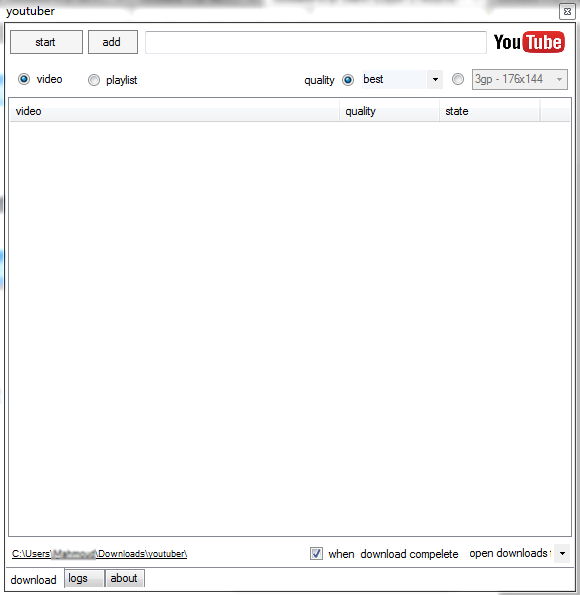 youtuber
start add YouTube
video playlist quality best 3gp - 176x144
video quality state
C:\Users\ \Downloads\youtuber\ when download compelete open downloads
download logs about